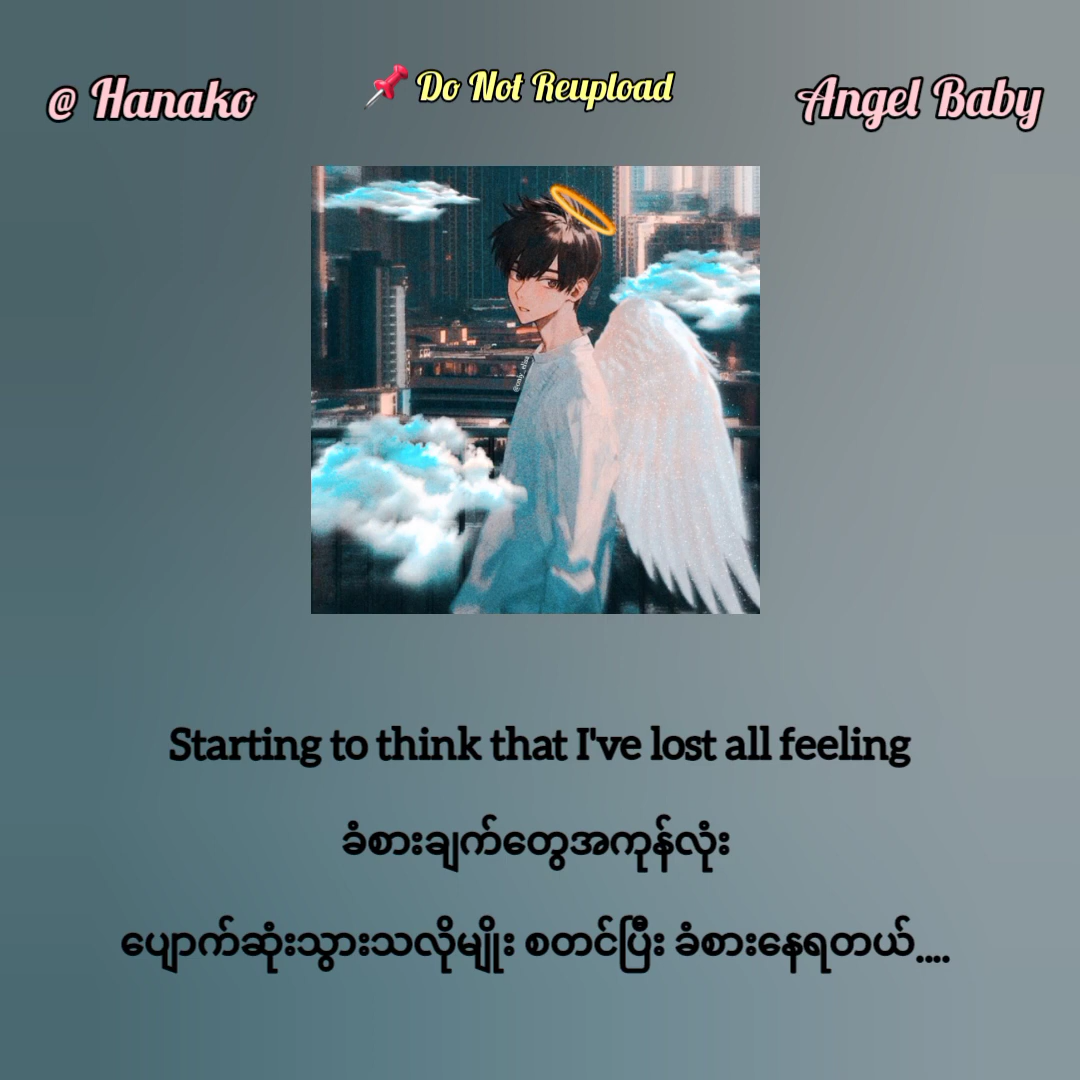 @ Hanako
📌 Do Not Reupload
Angel Baby
Starting to think that I've lost all feeling
ခံစားချက်တွေအကုန်လုံး
ပျောက်ဆုံးသွားသလိုမျိုး စတင်ပြီး ခံစားနေရတယ်....